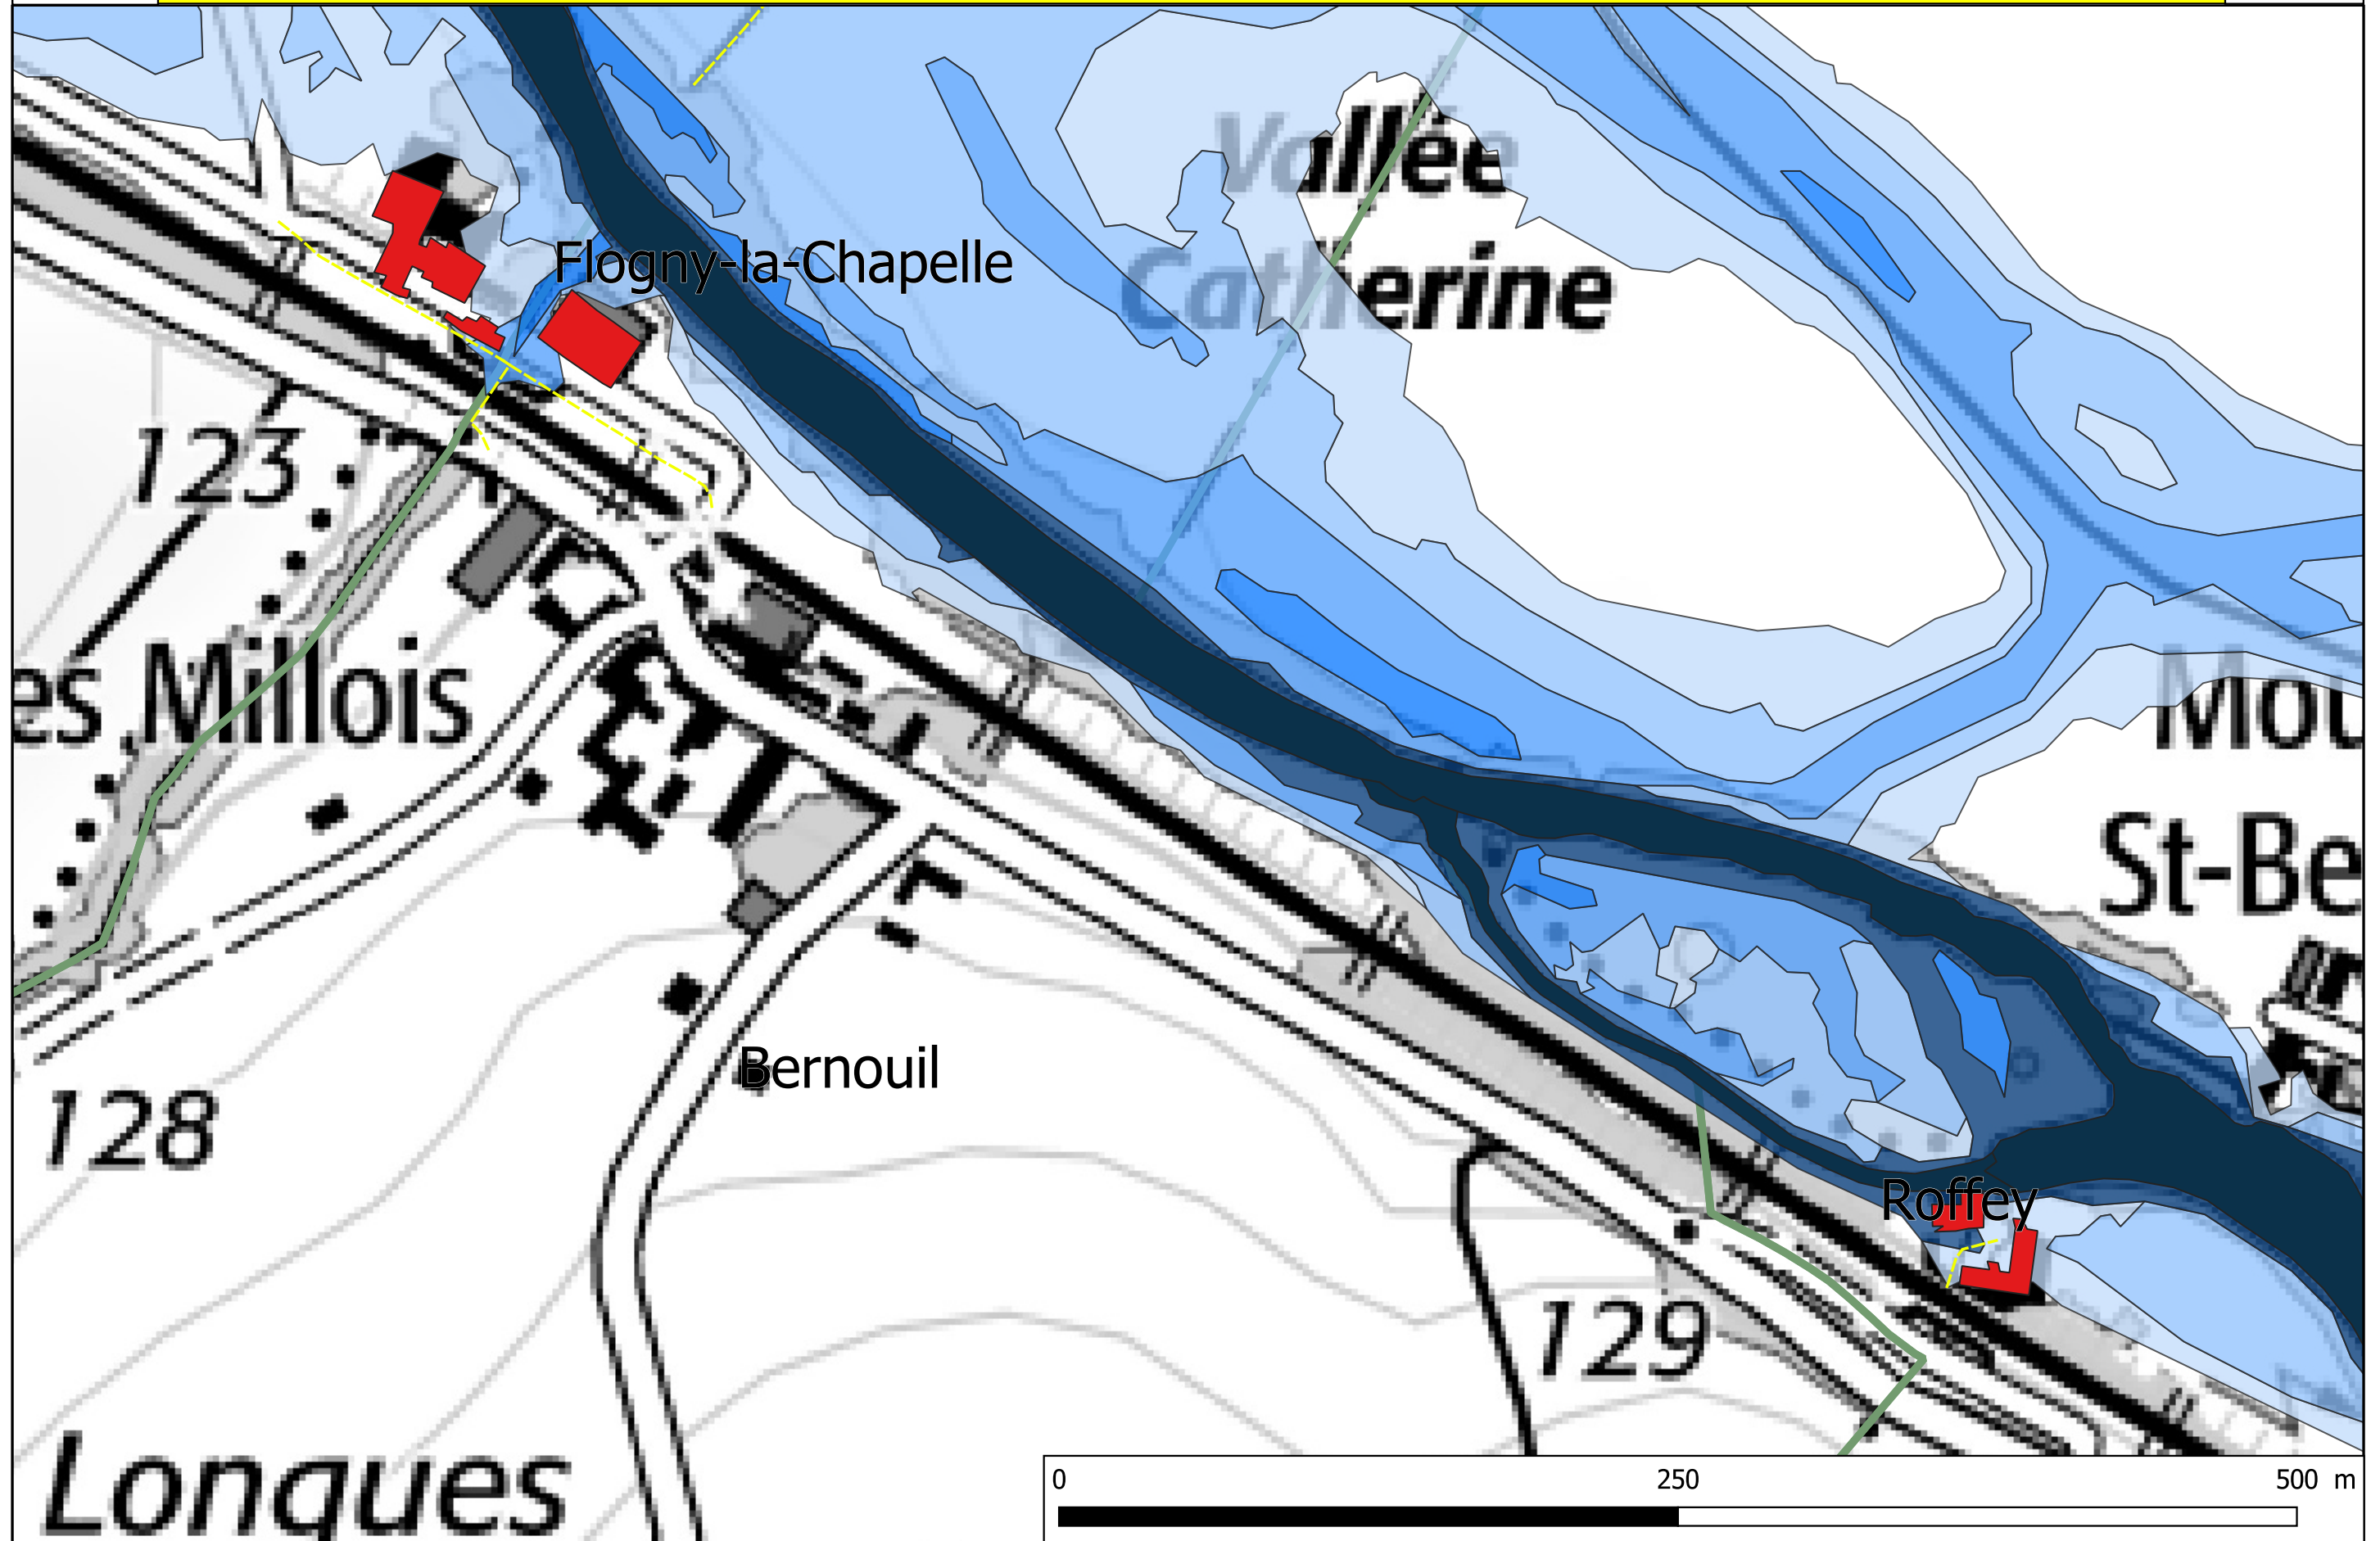 Vallée
Catherine
Flogny-la-Chapelle
123
es Millois
Mou
St-Be
Bernouil
128
Roffey
129
Longues
0 250 500 m